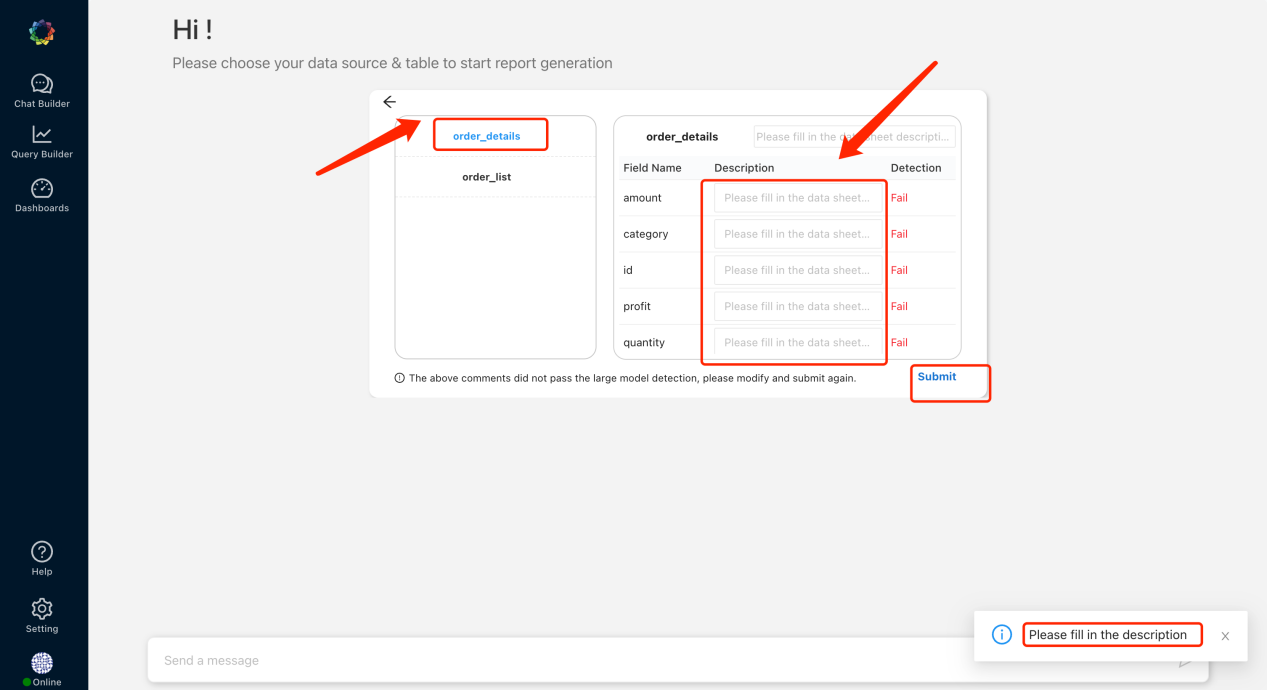 Hi !
Please choose your data source & table to start report generation
Chat Builder
Query Builder
Dashboards
order_details
order_list
order_details
Please fill in the data sheet descripti...
Field Name Description Detection
amount Please fill in the data sheet... Fail
category Please fill in the data sheet... Fail
id Please fill in the data sheet... Fail
profit Please fill in the data sheet... Fail
quantity Please fill in the data sheet... Fail
The above comments did not pass the large model detection, please modify and submit again.
Submit
Help
Setting
Online
Please fill in the description
Send a message